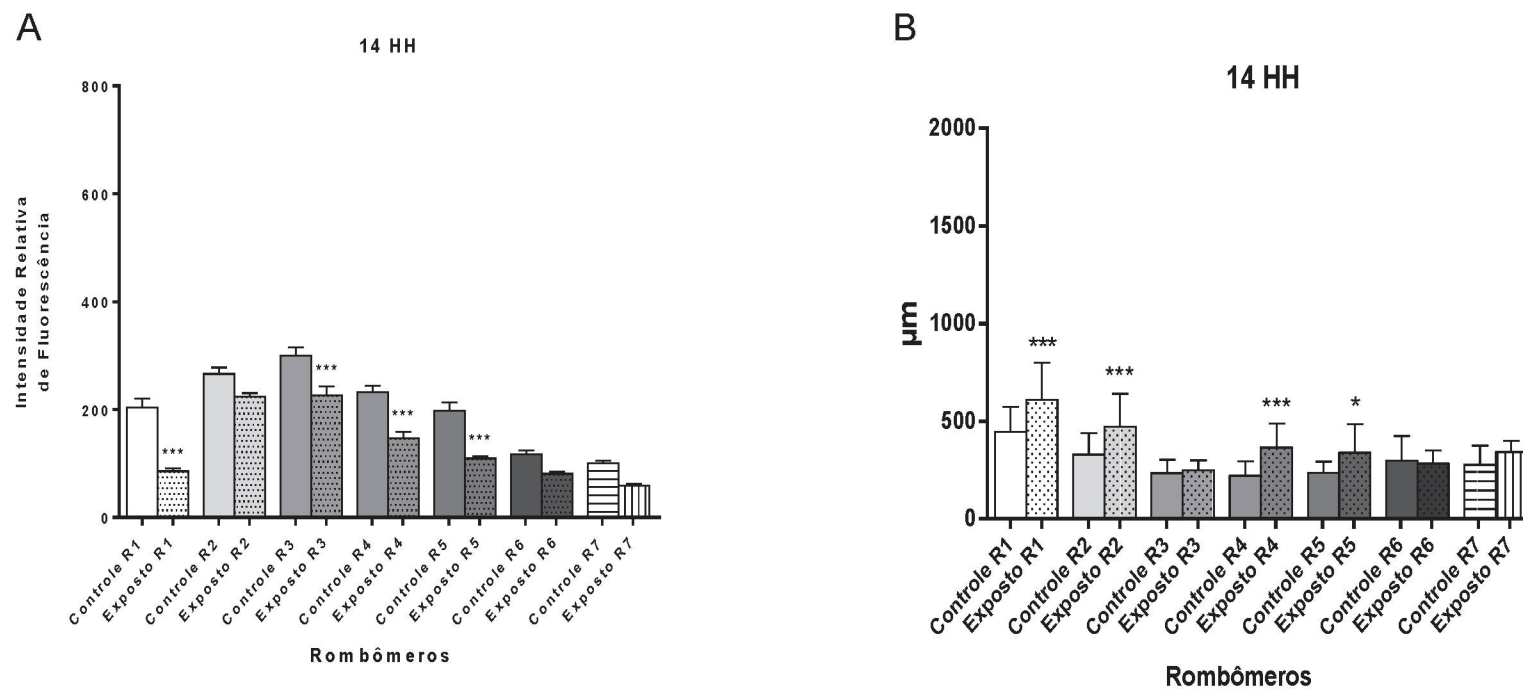 A
14 HH
800
600
400
200
0
Intensidade Relativa
de Fluorescência
***
***
***
***
Controle R1
Exposto R1
Controle R2
Exposto R2
Controle R3
Exposto R3
Controle R4
Exposto R4
Controle R5
Exposto R5
Controle R6
Exposto R6
Controle R7
Exposto R7
Rombômeros
B
14 HH
2000
1500
1000
500
0
µm
***
***
***
*
Controle R1
Exposto R1
Controle R2
Exposto R2
Controle R3
Exposto R3
Controle R4
Exposto R4
Controle R5
Exposto R5
Controle R6
Exposto R6
Controle R7
Exposto R7
Rombômeros